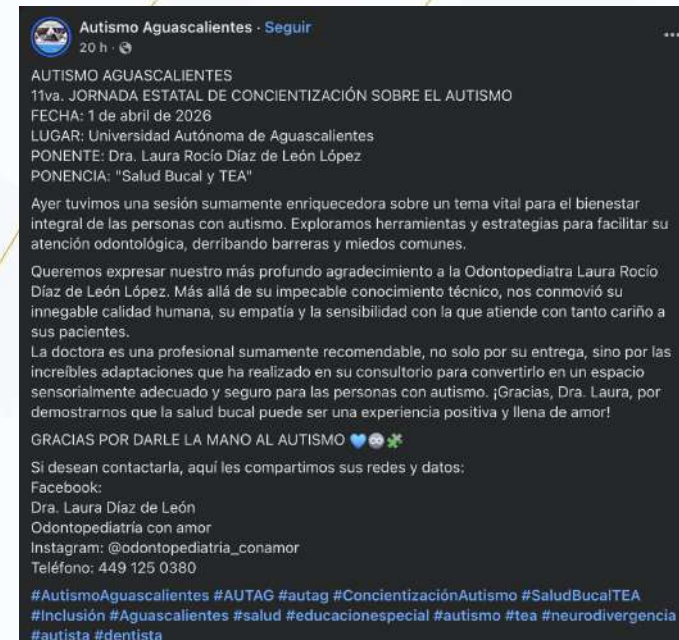 Autismo Aguascalientes · Seguir
20 h ·
AUTISMO AGUASCALIENTES
11va. JORNADA ESTATAL DE CONCIENTIZACIÓN SOBRE EL AUTISMO
FECHA: 1 de abril de 2026
LUGAR: Universidad Autónoma de Aguascalientes
PONENTE: Dra. Laura Rocío Díaz de León López
PONENCIA: "Salud Bucal y TEA"
Ayer tuvimos una sesión sumamente enriquecedora sobre un tema vital para el bienestar
integral de las personas con autismo. Exploramos herramientas y estrategias para facilitar su
atención odontológica, derribando barreras y miedos comunes.
Queremos expresar nuestro más profundo agradecimiento a la Odontopediatra Laura Rocío
Díaz de León López. Más allá de su impecable conocimiento técnico, nos conmovió su
innegable calidad humana, su empatía y la sensibilidad con la que atiende con tanto cariño a
sus pacientes.
La doctora es una profesional sumamente recomendable, no solo por su entrega, sino por las
increíbles adaptaciones que ha realizado en su consultorio para convertirlo en un espacio
sensorialmente adecuado y seguro para las personas con autismo. ¡Gracias, Dra. Laura, por
demostrarnos que la salud bucal puede ser una experiencia positiva y llena de amor!
GRACIAS POR DARLE LA MANO AL AUTISMO 💙♾️🧩
Si desean contactarla, aquí les compartimos sus redes y datos:
Facebook:
Dra. Laura Díaz de León
Odontopediatría con amor
Instagram: @odontopediatria_conamor
Teléfono: 449 125 0380
#AutismoAguascalientes #AUTAG #autag #ConcientizaciónAutismo #SaludBucalTEA
#Inclusión #Aguascalientes #salud #educacionespecial #autismo #tea #neurodivergencia
#autista #dentista